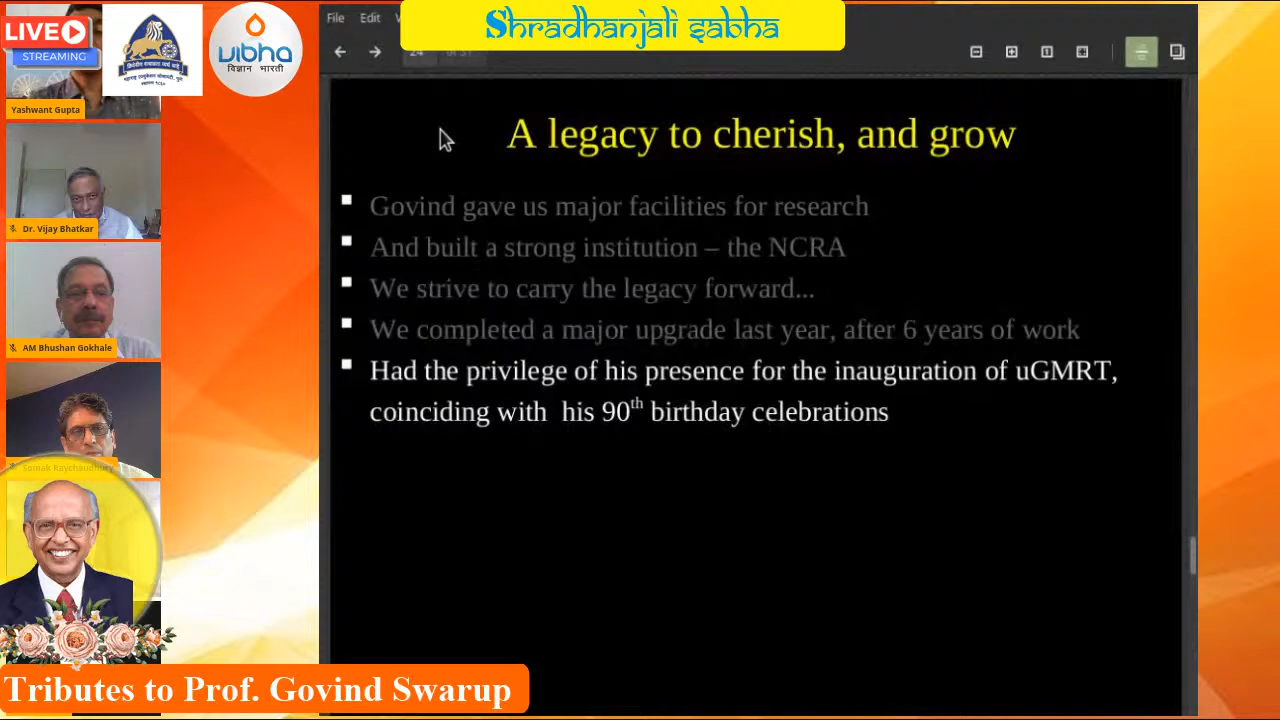 LIVE
STREAMING
vibha
विज्ञान भारती
Shradhanjali sabha
File Edit
Yashwant Gupta
Dr. Vijay Bhatkar
AM Bhushan Gokhale
Somak Raychaudhury
A legacy to cherish, and grow
Govind gave us major facilities for research
And built a strong institution – the NCRA
We strive to carry the legacy forward...
We completed a major upgrade last year, after 6 years of work
Had the privilege of his presence for the inauguration of uGMRT,
coinciding with his 90th birthday celebrations
Tributes to Prof. Govind Swarup